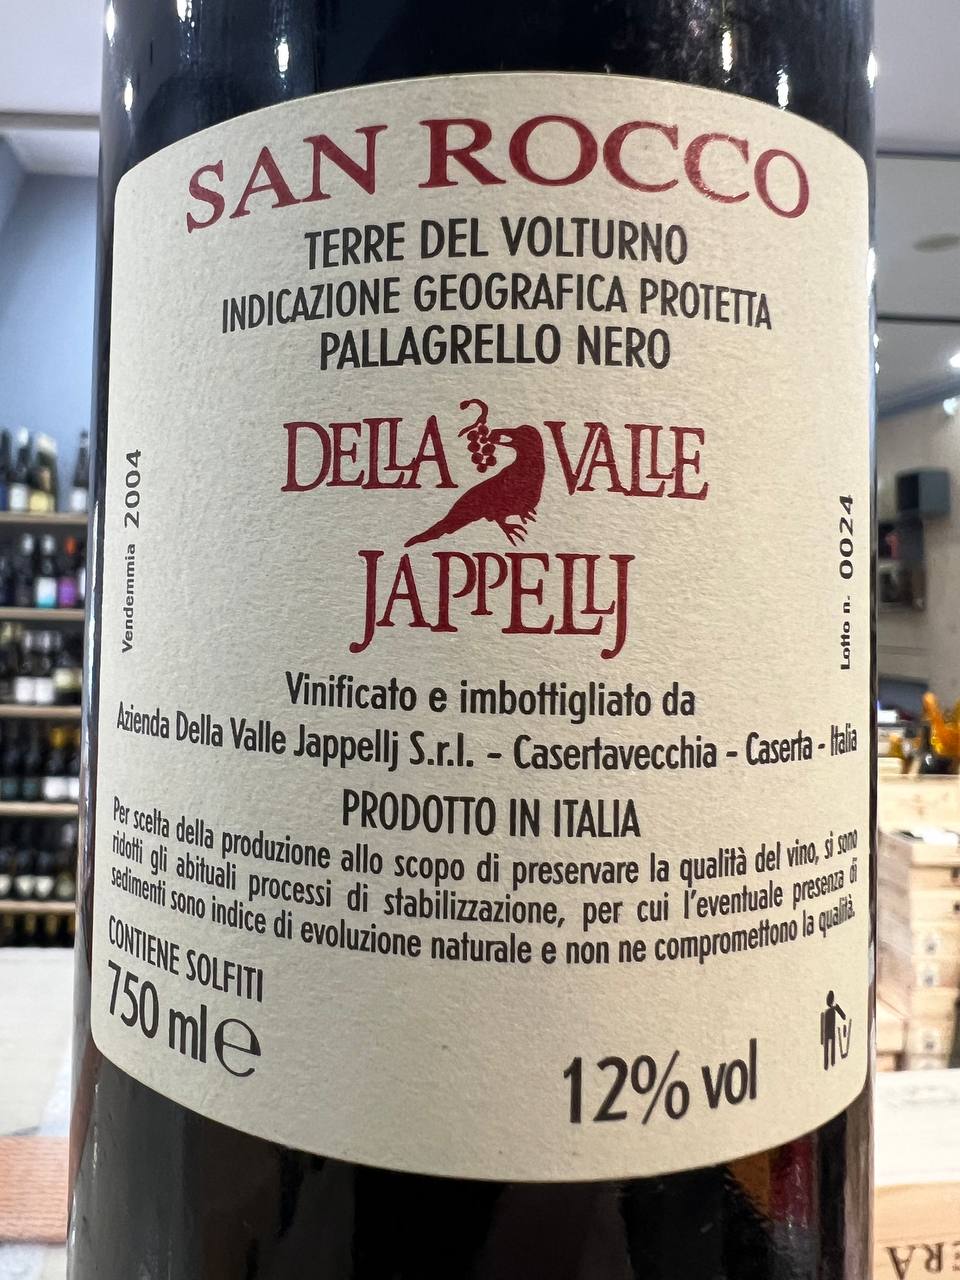 SAN ROCCO
TERRE DEL VOLTURNO
INDICAZIONE GEOGRAFICA PROTETTA
PALLAGRELLO NERO
DELLA VALLE
JAPPELLJ
Vendemmia 2004
Lotto n. 0024
Vinificato e imbottigliato da
Azienda Della Valle Jappellj S.r.l. - Casertavecchia - Caserta - Italia
PRODOTTO IN ITALIA
Per scelta della produzione allo scopo di preservare la qualità del vino, si sono
ridotti gli abituali processi di stabilizzazione, per cui l'eventuale presenza di
sedimenti sono indice di evoluzione naturale e non ne compromettono la qualità.
CONTIENE SOLFITI
750 ml e
12% vol